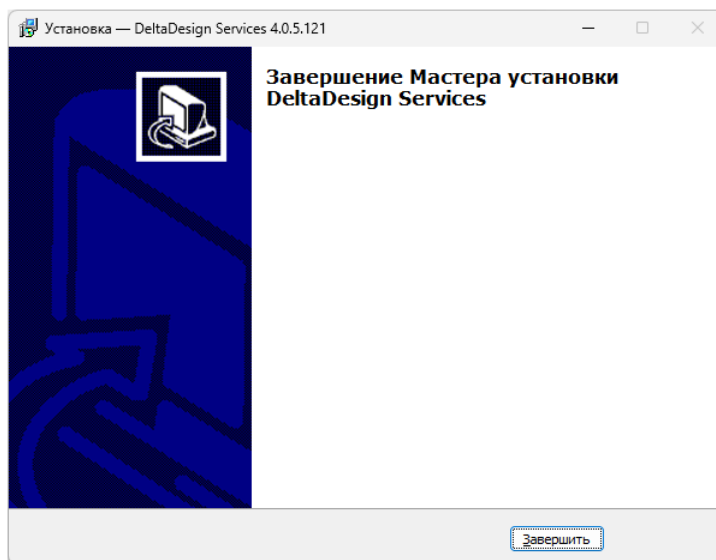 Установка — DeltaDesign Services 4.0.5.121
Завершение Мастера установки
DeltaDesign Services
Завершить